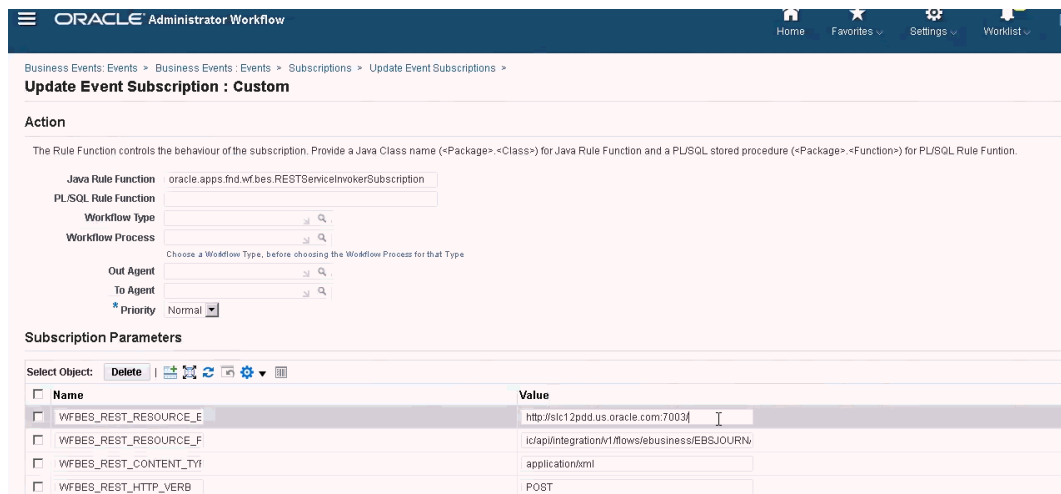 ORACLE Administrator Workflow
Home Favorites Settings Worklist
Business Events: Events > Business Events : Events > Subscriptions > Update Event Subscriptions >
Update Event Subscription : Custom
Action
The Rule Function controls the behaviour of the subscription. Provide a Java Class name (<Package>.<Class>) for Java Rule Function and a PL/SQL stored procedure (<Package>.<Function>) for PL/SQL Rule Funtion.
Java Rule Function oracle.apps.fnd.wf.bes.RESTServiceInvokerSubscription
PL/SQL Rule Function
Workflow Type
Workflow Process
Choose a Workflow Type, before choosing the Workflow Process for that Type
Out Agent
To Agent
* Priority Normal
Subscription Parameters
Select Object: Delete
Name Value
WFBES_REST_RESOURCE_E http://slc12pdd.us.oracle.com:7003/
WFBES_REST_RESOURCE_F ic/api/integration/v1/flows/ebusiness/EBSJOURN
WFBES_REST_CONTENT_TYF application/xml
WFBES_REST_HTTP_VERB POST